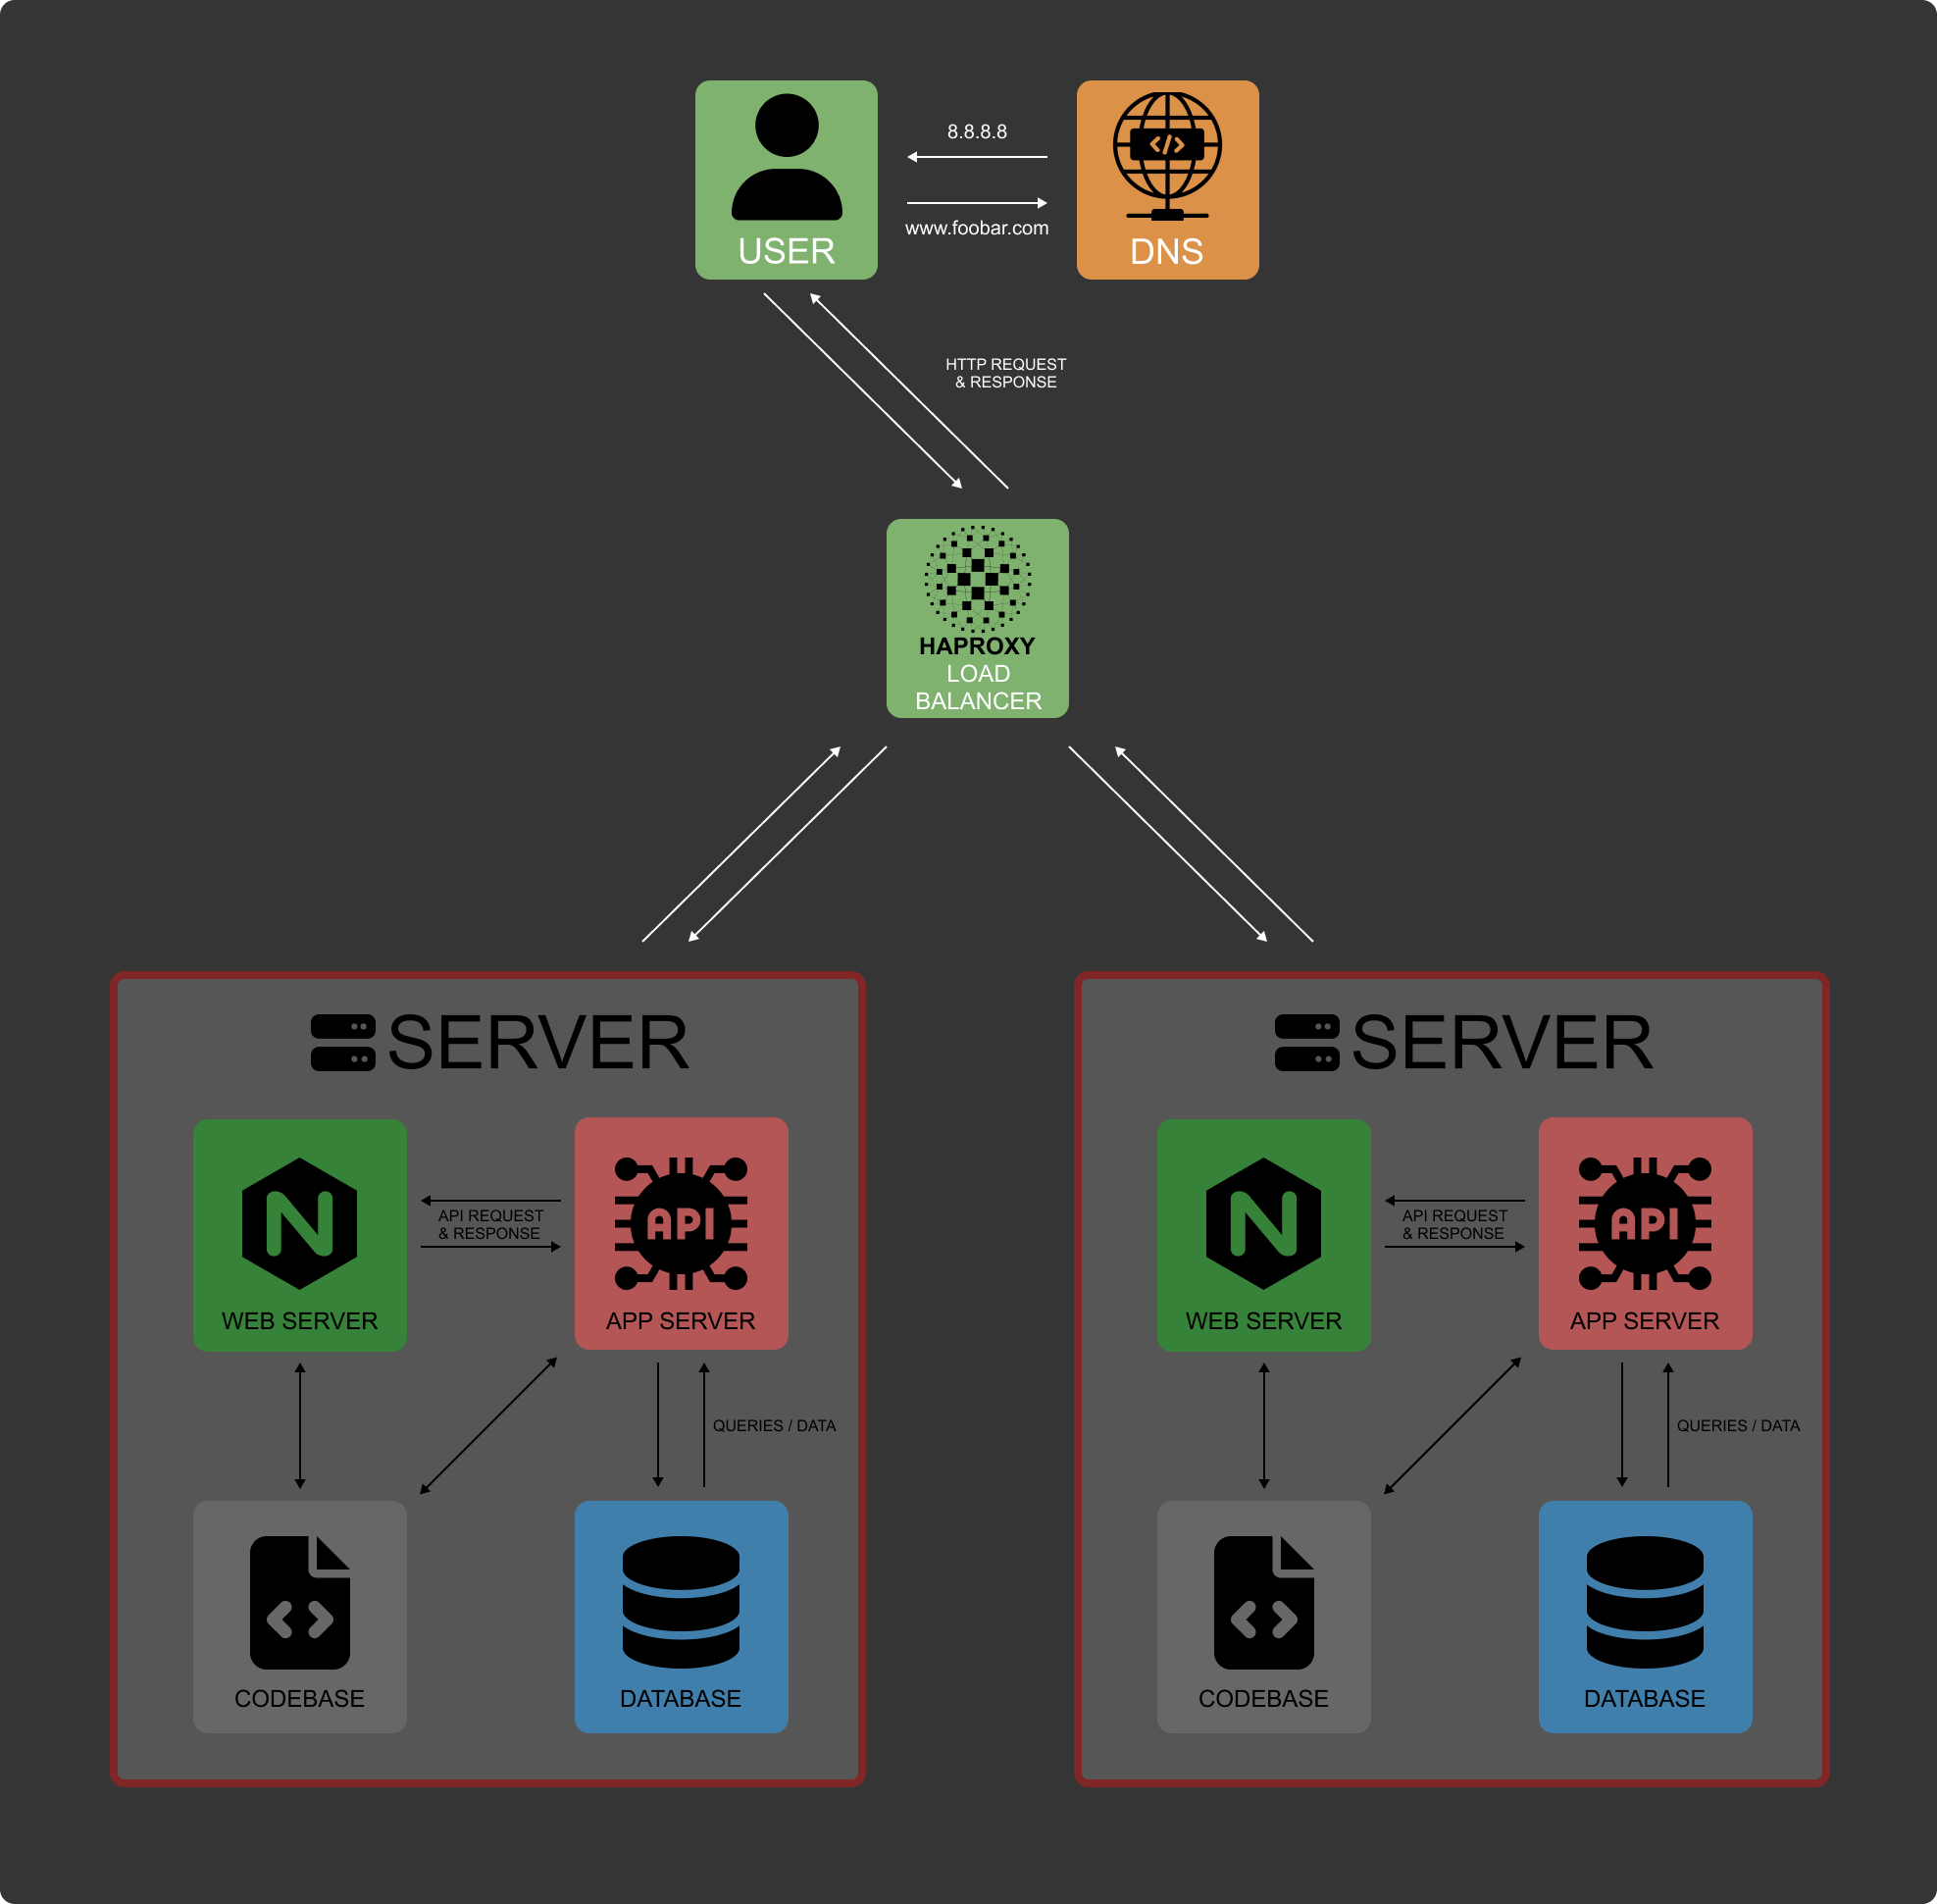 8.8.8.8
www.foobar.com
USER
DNS
HTTP REQUEST
& RESPONSE
HAPROXY
LOAD
BALANCER
SERVER
API REQUEST
& RESPONSE
API
WEB SERVER
APP SERVER
QUERIES / DATA
CODEBASE
DATABASE
SERVER
API REQUEST
& RESPONSE
API
WEB SERVER
APP SERVER
QUERIES / DATA
CODEBASE
DATABASE